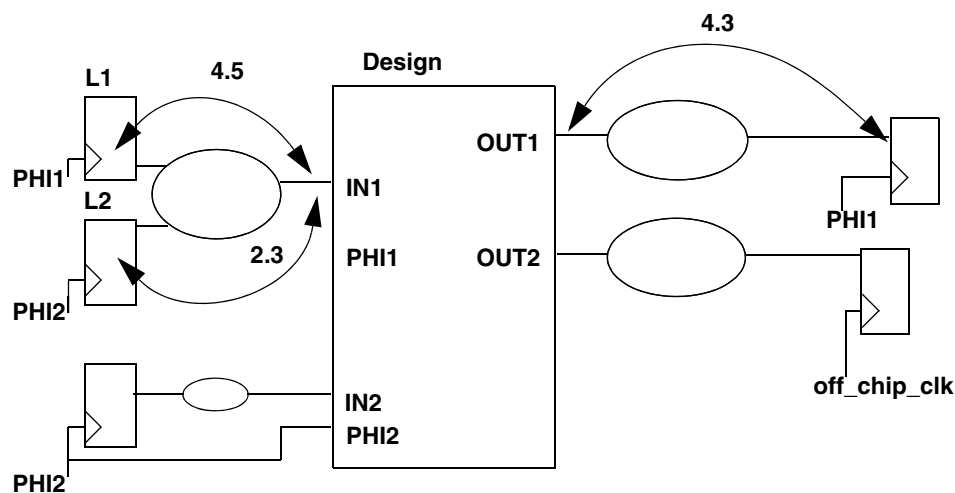 4.3
4.5
Design
L1
OUT1
PHI1
IN1
L2
PHI1
2.3
PHI1
OUT2
PHI2
off_chip_clk
IN2
PHI2
PHI2